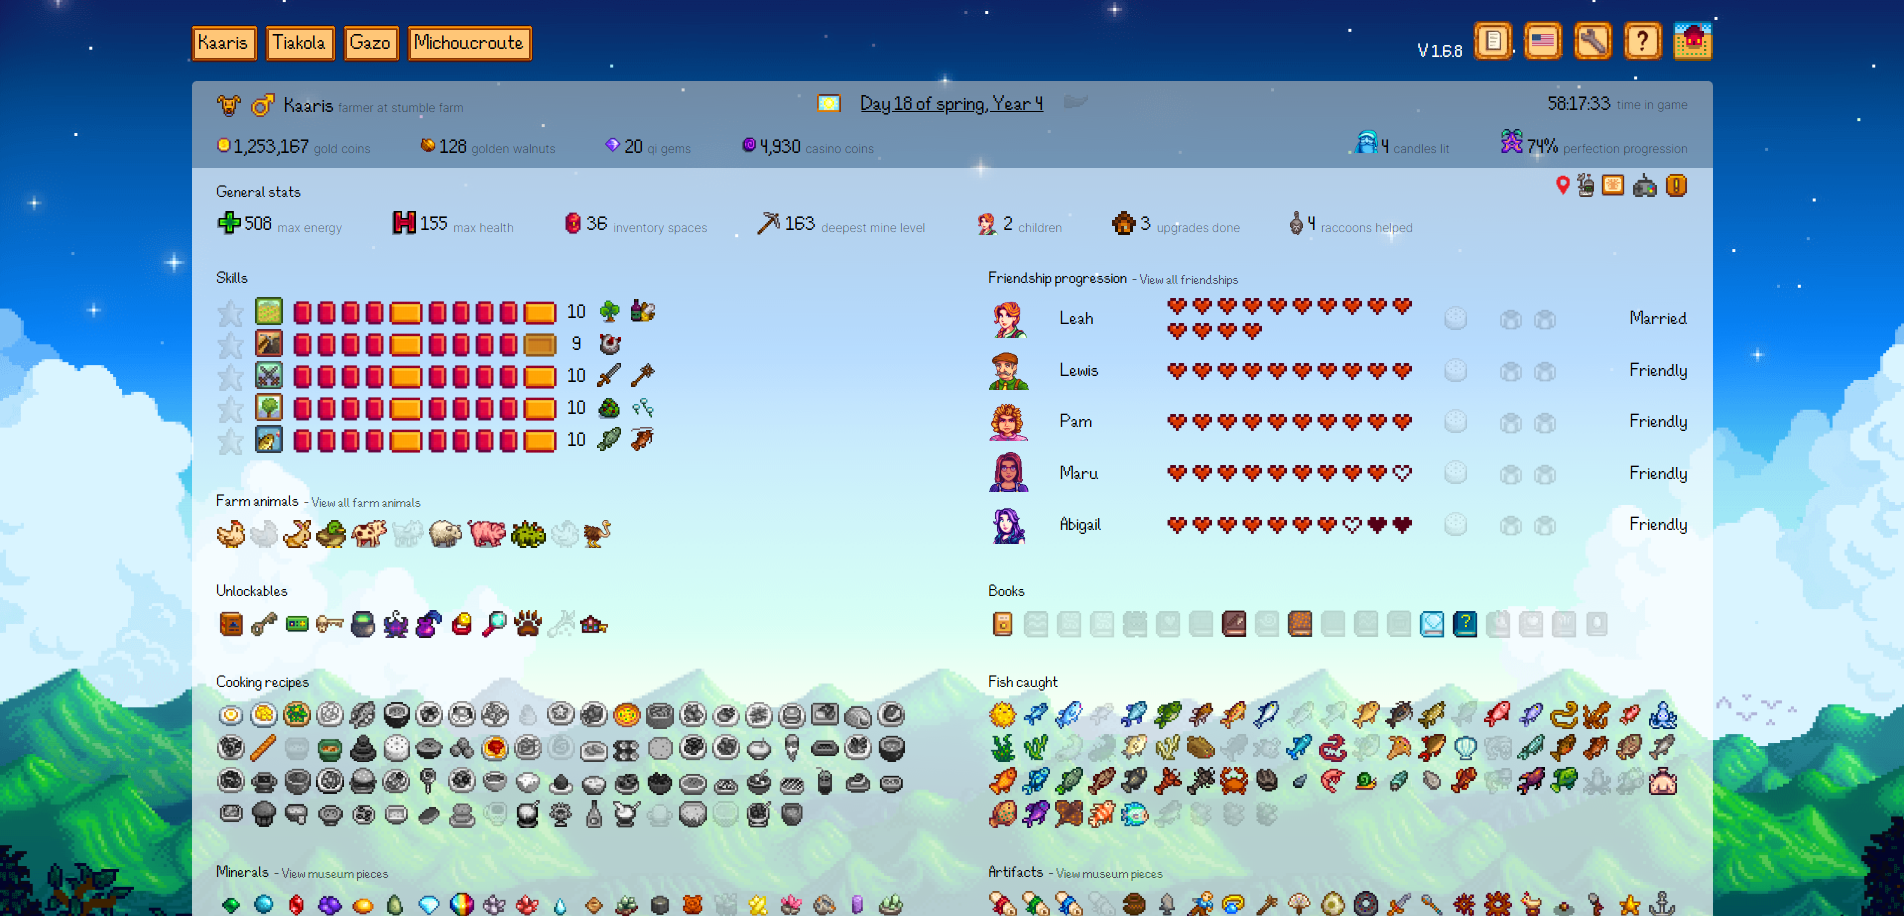 Kaaris Tiakola Gazo Michoucroute V 1.6.8
Kaaris farmer at stumble farm Day 18 of spring, Year 4 58:17:33 time in game
1,253,167 gold coins 128 golden walnuts 20 qi gems 4,930 casino coins 4 candles lit 74% perfection progression
General stats
508 max energy 155 max health 36 inventory spaces 163 deepest mine level 2 children 3 upgrades done 4 raccoons helped
Skills
10
9
10
10
10
Friendship progression - View all friendships
Leah Married
Lewis Friendly
Pam Friendly
Maru Friendly
Abigail Friendly
Farm animals - View all farm animals
Unlockables
Books
Cooking recipes
Fish caught
Minerals - View museum pieces
Artifacts - View museum pieces